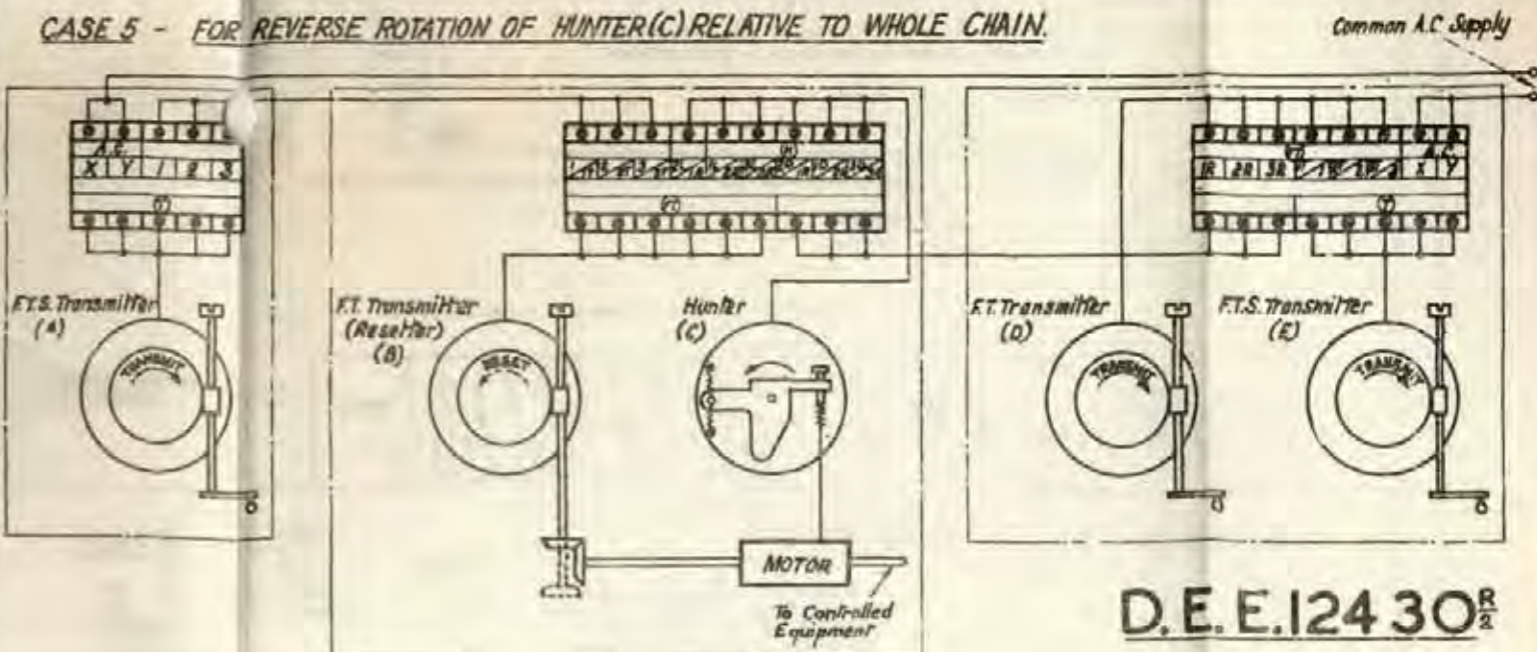 CASE 5 - FOR REVERSE ROTATION OF HUNTER (C) RELATIVE TO WHOLE CHAIN.
Common A.C. Supply
A.C.
X Y 1 2 3
T
1R 2R 3R
A.C.
X Y
T
F.T.S. Transmitter
(A)
TRANSMIT
F.T. Transmitter
(Resetter)
(B)
RESET
Hunter
(C)
F.T. Transmitter
(D)
TRANSMIT
F.T.S. Transmitter
(E)
TRANSMIT
MOTOR
To Controlled
Equipment
D.E.E.12430 R/2